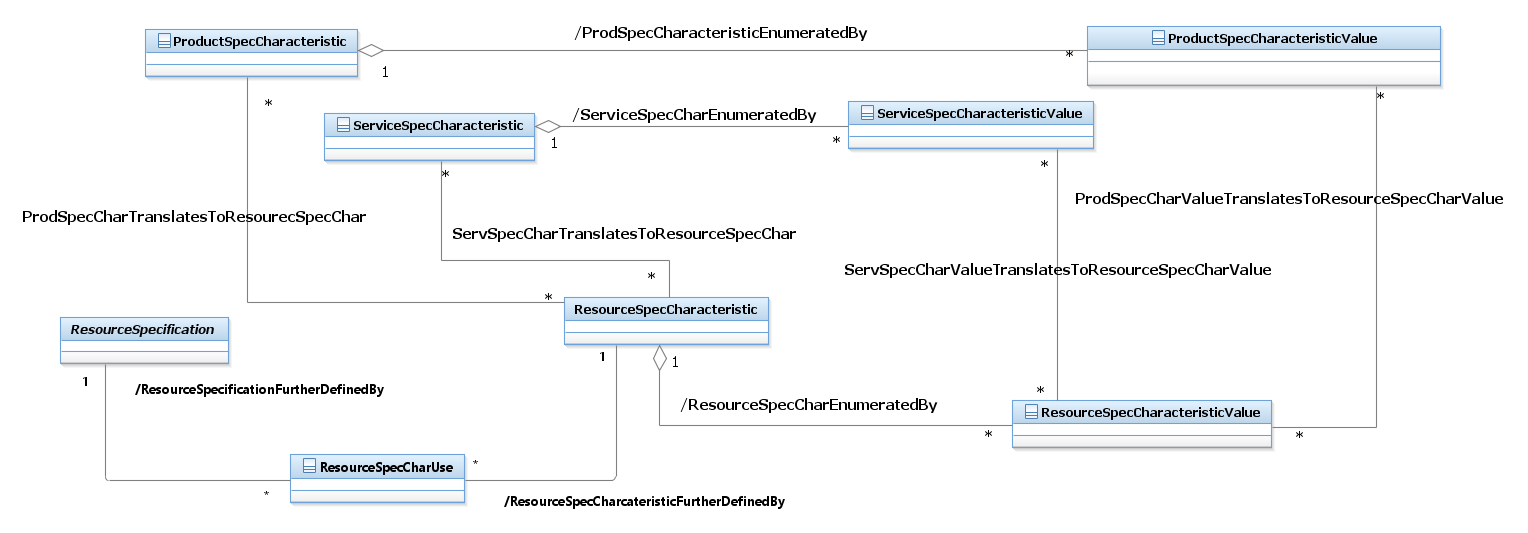 /ProdSpecCharacteristicEnumeratedBy
ProductSpecCharacteristic
ProductSpecCharacteristicValue
1
*
*
*
ServiceSpecCharacteristic
/ServiceSpecCharEnumeratedBy
ServiceSpecCharacteristicValue
1
*
*
*
ProdSpecCharTranslatesToResourecSpecChar
ProdSpecCharValueTranslatesToResourceSpecCharValue
ServSpecCharTranslatesToResourceSpecChar
ServSpecCharValueTranslatesToResourceSpecCharValue
*
*
ResourceSpecCharacteristic
ResourceSpecification
1
1
1
/ResourceSpecificationFurtherDefinedBy
*
/ResourceSpecCharEnumeratedBy
ResourceSpecCharacteristicValue
*
*
ResourceSpecCharUse
*
*
/ResourceSpecCharcateristicFurtherDefinedBy